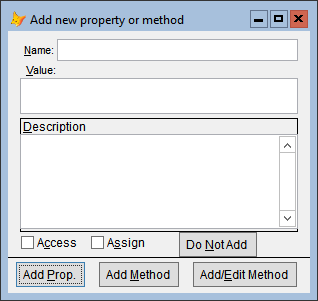 Add new property or method
Name:
Value:
Description
Access Assign Do Not Add
Add Prop. Add Method Add/Edit Method